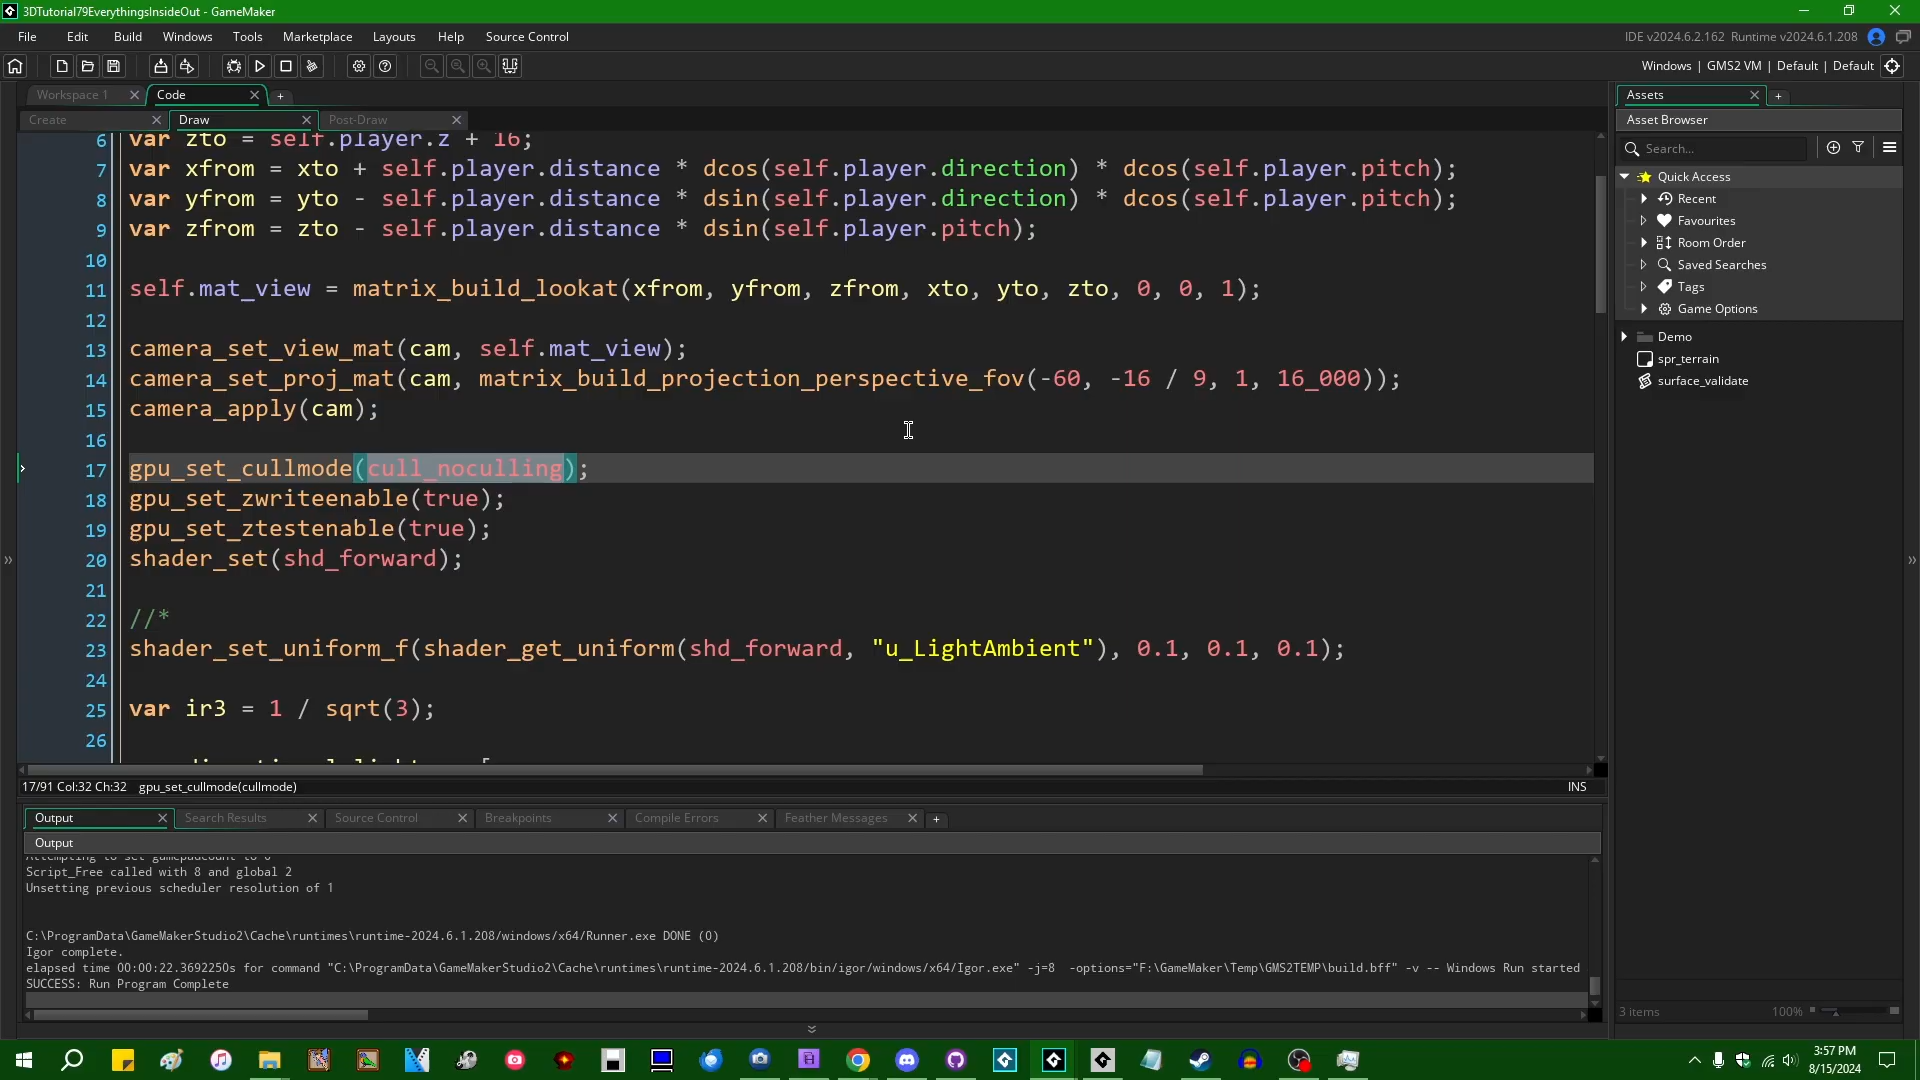 3DTutorial79EverythingsInsideOut - GameMaker
File Edit Build Windows Tools Marketplace Layouts Help Source Control
IDE v2024.6.2.162 Runtime v2024.6.1.208
Windows | GMS2 VM | Default | Default
Workspace 1 Code +
Create Draw Post-Draw
6 var zto = self.player.z + 16;
7 var xfrom = xto + self.player.distance * dcos(self.player.direction) * dcos(self.player.pitch);
8 var yfrom = yto - self.player.distance * dsin(self.player.direction) * dcos(self.player.pitch);
9 var zfrom = zto - self.player.distance * dsin(self.player.pitch);
10
11 self.mat_view = matrix_build_lookat(xfrom, yfrom, zfrom, xto, yto, zto, 0, 0, 1);
12
13 camera_set_view_mat(cam, self.mat_view);
14 camera_set_proj_mat(cam, matrix_build_projection_perspective_fov(-60, -16 / 9, 1, 16_000));
15 camera_apply(cam);
16
17 gpu_set_cullmode(cull_noculling);
18 gpu_set_zwriteenable(true);
19 gpu_set_ztestenable(true);
20 shader_set(shd_forward);
21
22 //*
23 shader_set_uniform_f(shader_get_uniform(shd_forward, "u_LightAmbient"), 0.1, 0.1, 0.1);
24
25 var ir3 = 1 / sqrt(3);
26
17/91 Col:32 Ch:32 gpu_set_cullmode(cullmode) INS
Output Search Results Source Control Breakpoints Compile Errors Feather Messages +
Output
Attempting to set gamepadcount to 0
Script_Free called with 8 and global 2
Unsetting previous scheduler resolution of 1
C:\ProgramData\GameMakerStudio2\Cache\runtimes\runtime-2024.6.1.208/windows/x64/Runner.exe DONE (0)
Igor complete.
elapsed time 00:00:22.3692250s for command "C:\ProgramData\GameMakerStudio2\Cache\runtimes\runtime-2024.6.1.208/bin/igor/windows/x64/Igor.exe" -j=8 -options="F:\GameMaker\Temp\GMS2TEMP\build.bff" -v -- Windows Run started
SUCCESS: Run Program Complete
Assets +
Asset Browser
Search...
Quick Access
Recent
Favourites
Room Order
Saved Searches
Tags
Game Options
Demo
spr_terrain
surface_validate
3 items 100%
3:57 PM
8/15/2024